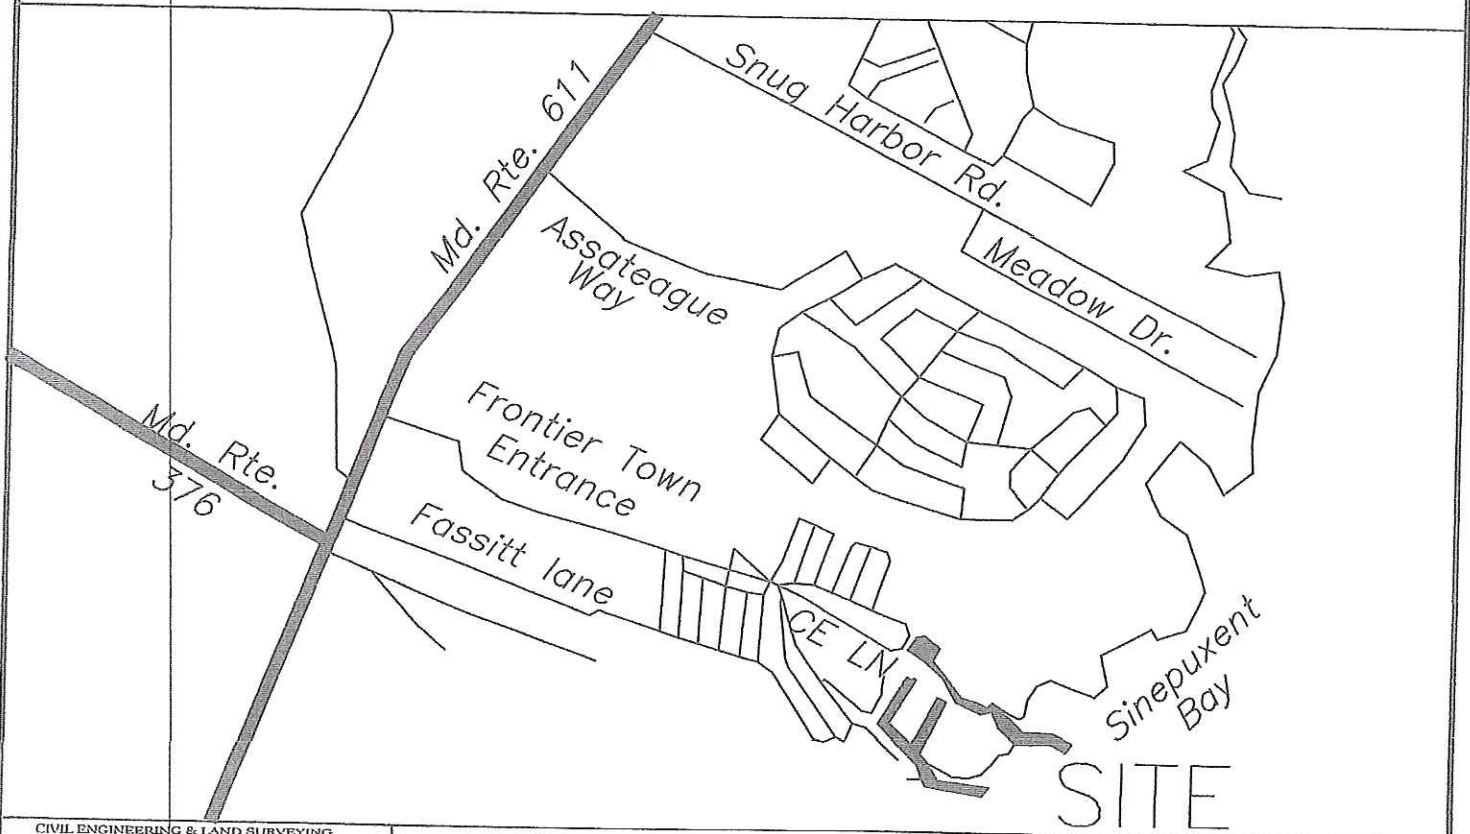 Snug Harbor Rd.
Md. Rte. 611
Assateague
Way
Meadow Dr.
Md. Rte.
376
Frontier Town
Entrance
Fassitt lane
CE LN
Sinepuxent
Bay
SITE
CIVIL ENGINEERING & LAND SURVEYING